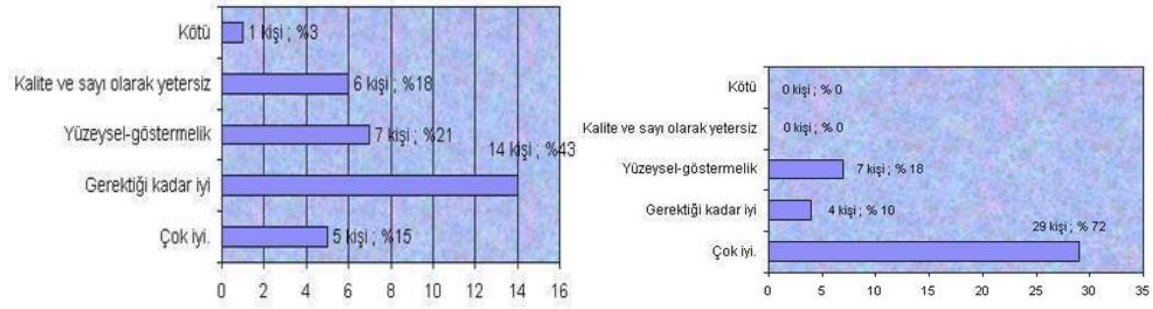 Kötü
1 kişi ; %3
Kalite ve sayı olarak yetersiz
6 kişi ; %18
Yüzeysel-göstermelik
7 kişi ; %21
14 kişi ; %43
Gerektiği kadar iyi
Çok iyi.
5 kişi ; %15
0 2 4 6 8 10 12 14 16
Kötü
0 kişi ; % 0
Kalite ve sayı olarak yetersiz
0 kişi ; % 0
Yüzeysel-göstermelik
7 kişi ; % 18
Gerektiği kadar iyi
4 kişi ; % 10
29 kişi ; % 72
Çok iyi.
0 5 10 15 20 25 30 35